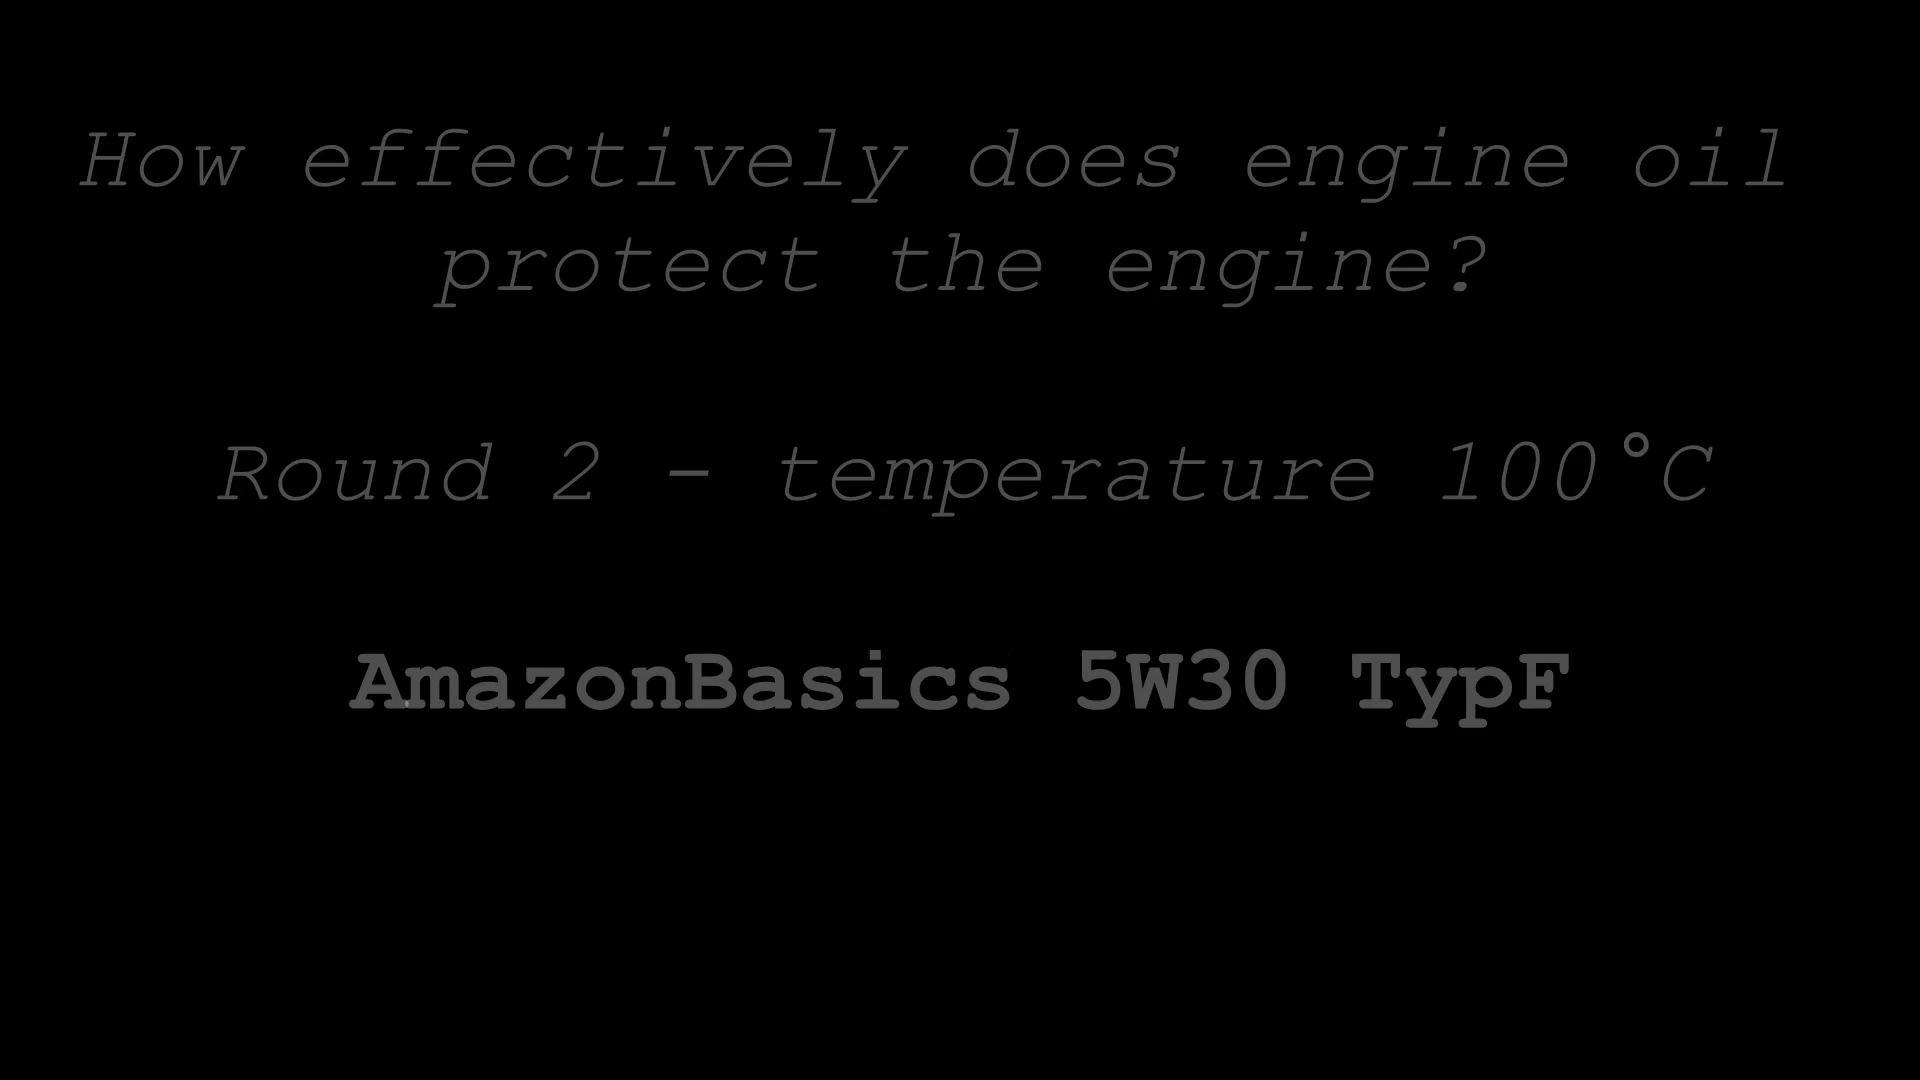 How effectively does engine oil
protect the engine?
Round 2 - temperature 100°C
AmazonBasics 5W30 TypF